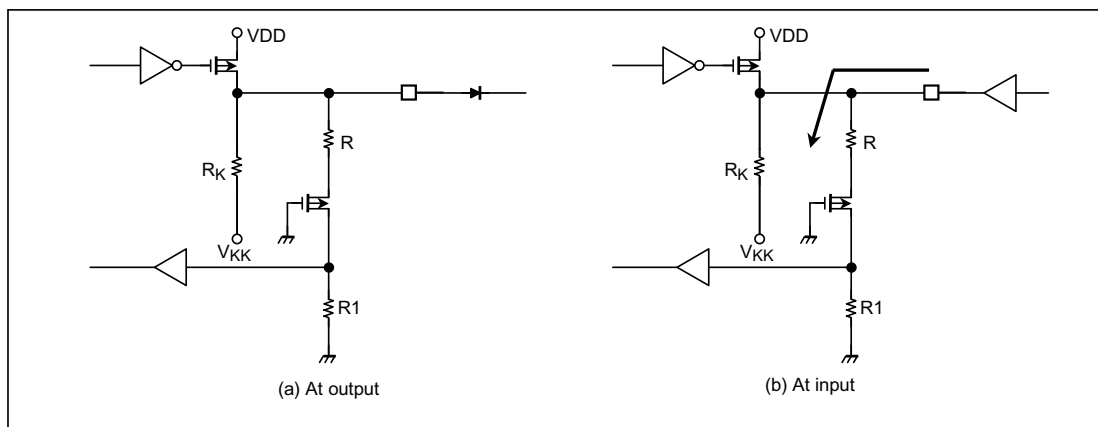 VDD
R
RK
VKK
R1
(a) At output
VDD
R
RK
VKK
R1
(b) At input